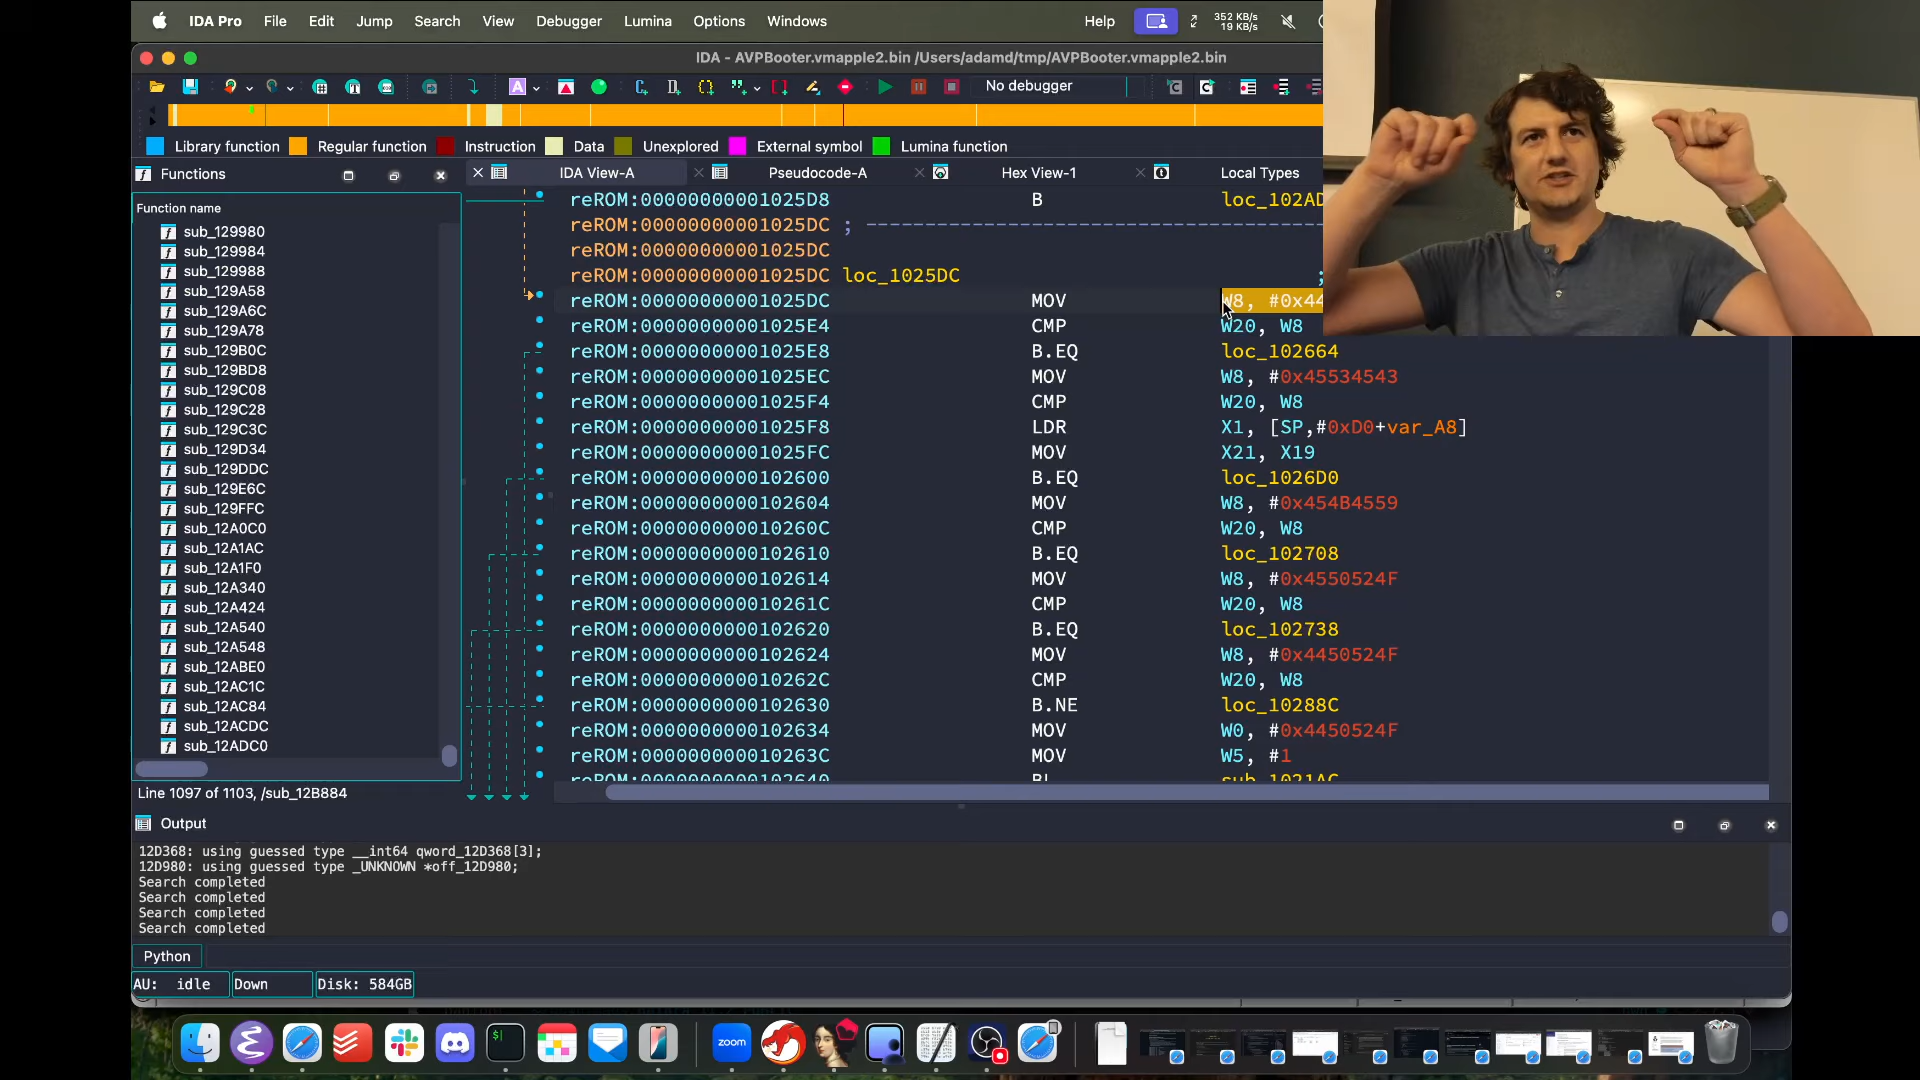 IDA Pro File Edit Jump Search View Debugger Lumina Options Windows Help 352 KB/s
19 KB/s
IDA - AVPBooter.vmapple2.bin /Users/adamd/tmp/AVPBooter.vmapple2.bin
No debugger
Library function Regular function Instruction Data Unexplored External symbol Lumina function
Functions
IDA View-A Pseudocode-A Hex View-1 Local Types
Function name
sub_129980
sub_129984
sub_129988
sub_129A58
sub_129A6C
sub_129A78
sub_129B0C
sub_129BD8
sub_129C08
sub_129C28
sub_129C3C
sub_129D34
sub_129DDC
sub_129E6C
sub_129FFC
sub_12A0C0
sub_12A1AC
sub_12A1F0
sub_12A340
sub_12A424
sub_12A540
sub_12A548
sub_12ABE0
sub_12AC1C
sub_12AC84
sub_12ACDC
sub_12ADC0
Line 1097 of 1103, /sub_12B884
reROM:00000000001025D8 B loc_102AD
reROM:00000000001025DC ; ---------------------------------------
reROM:00000000001025DC
reROM:00000000001025DC loc_1025DC ;
reROM:00000000001025DC MOV W8, #0x44
reROM:00000000001025E4 CMP W20, W8
reROM:00000000001025E8 B.EQ loc_102664
reROM:00000000001025EC MOV W8, #0x45534543
reROM:00000000001025F4 CMP W20, W8
reROM:00000000001025F8 LDR X1, [SP,#0xD0+var_A8]
reROM:00000000001025FC MOV X21, X19
reROM:0000000000102600 B.EQ loc_1026D0
reROM:0000000000102604 MOV W8, #0x454B4559
reROM:000000000010260C CMP W20, W8
reROM:0000000000102610 B.EQ loc_102708
reROM:0000000000102614 MOV W8, #0x4550524F
reROM:000000000010261C CMP W20, W8
reROM:0000000000102620 B.EQ loc_102738
reROM:0000000000102624 MOV W8, #0x4450524F
reROM:000000000010262C CMP W20, W8
reROM:0000000000102630 B.NE loc_10288C
reROM:0000000000102634 MOV W0, #0x4450524F
reROM:000000000010263C MOV W5, #1
reROM:0000000000102640 BL sub_1021AC
Output
12D368: using guessed type __int64 qword_12D368[3];
12D980: using guessed type _UNKNOWN *off_12D980;
Search completed
Search completed
Search completed
Search completed
Python
AU: idle Down Disk: 584GB
zoom